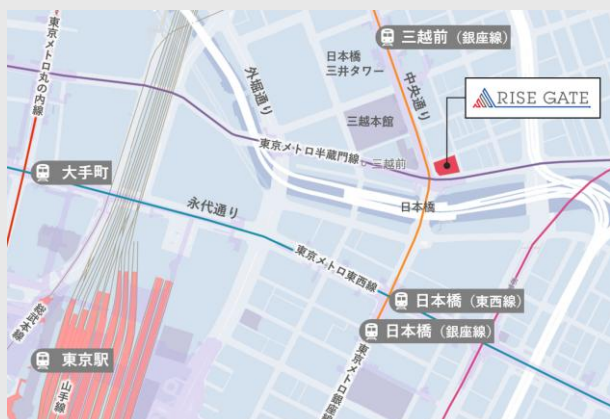 三越前（銀座線）
日本橋
三井タワー
中央通り
外堀通り
東京メトロ丸の内線
RISE GATE
三越本館
東京メトロ半蔵門線
三越前
大手町
永代通り
日本橋
東京メトロ東西線
日本橋（東西線）
日本橋（銀座線）
総武本線
東京駅
山手線
東京メトロ銀座線